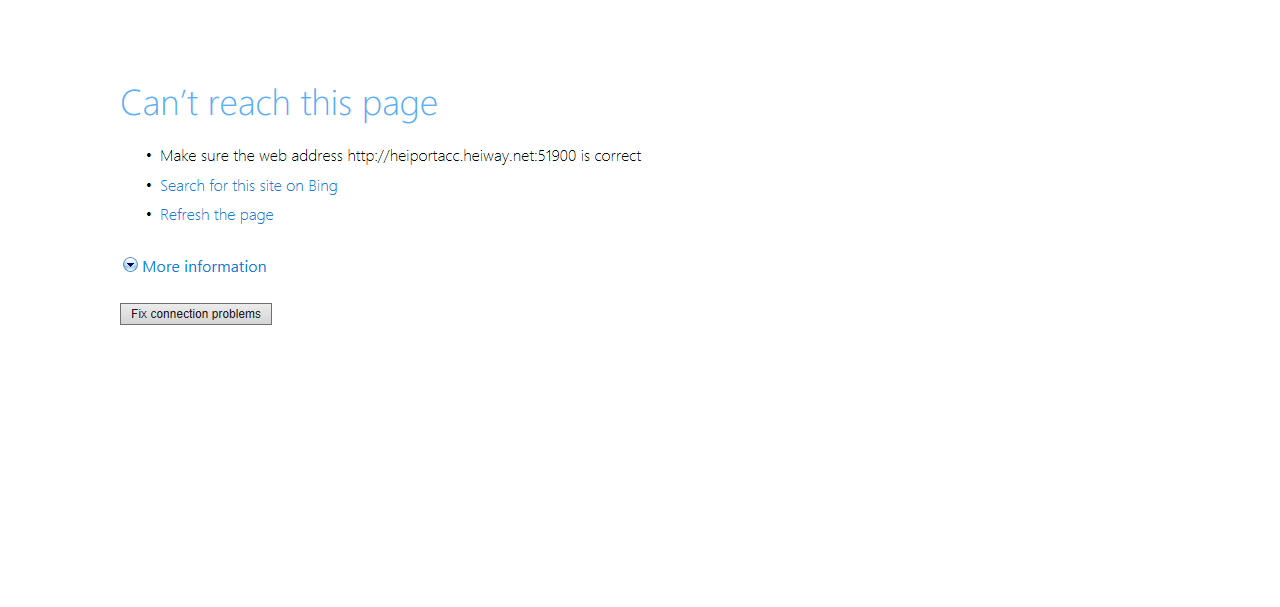 Can't reach this page
• Make sure the web address http://heiportacc.heiway.net:51900 is correct
• Search for this site on Bing
• Refresh the page
More information
Fix connection problems